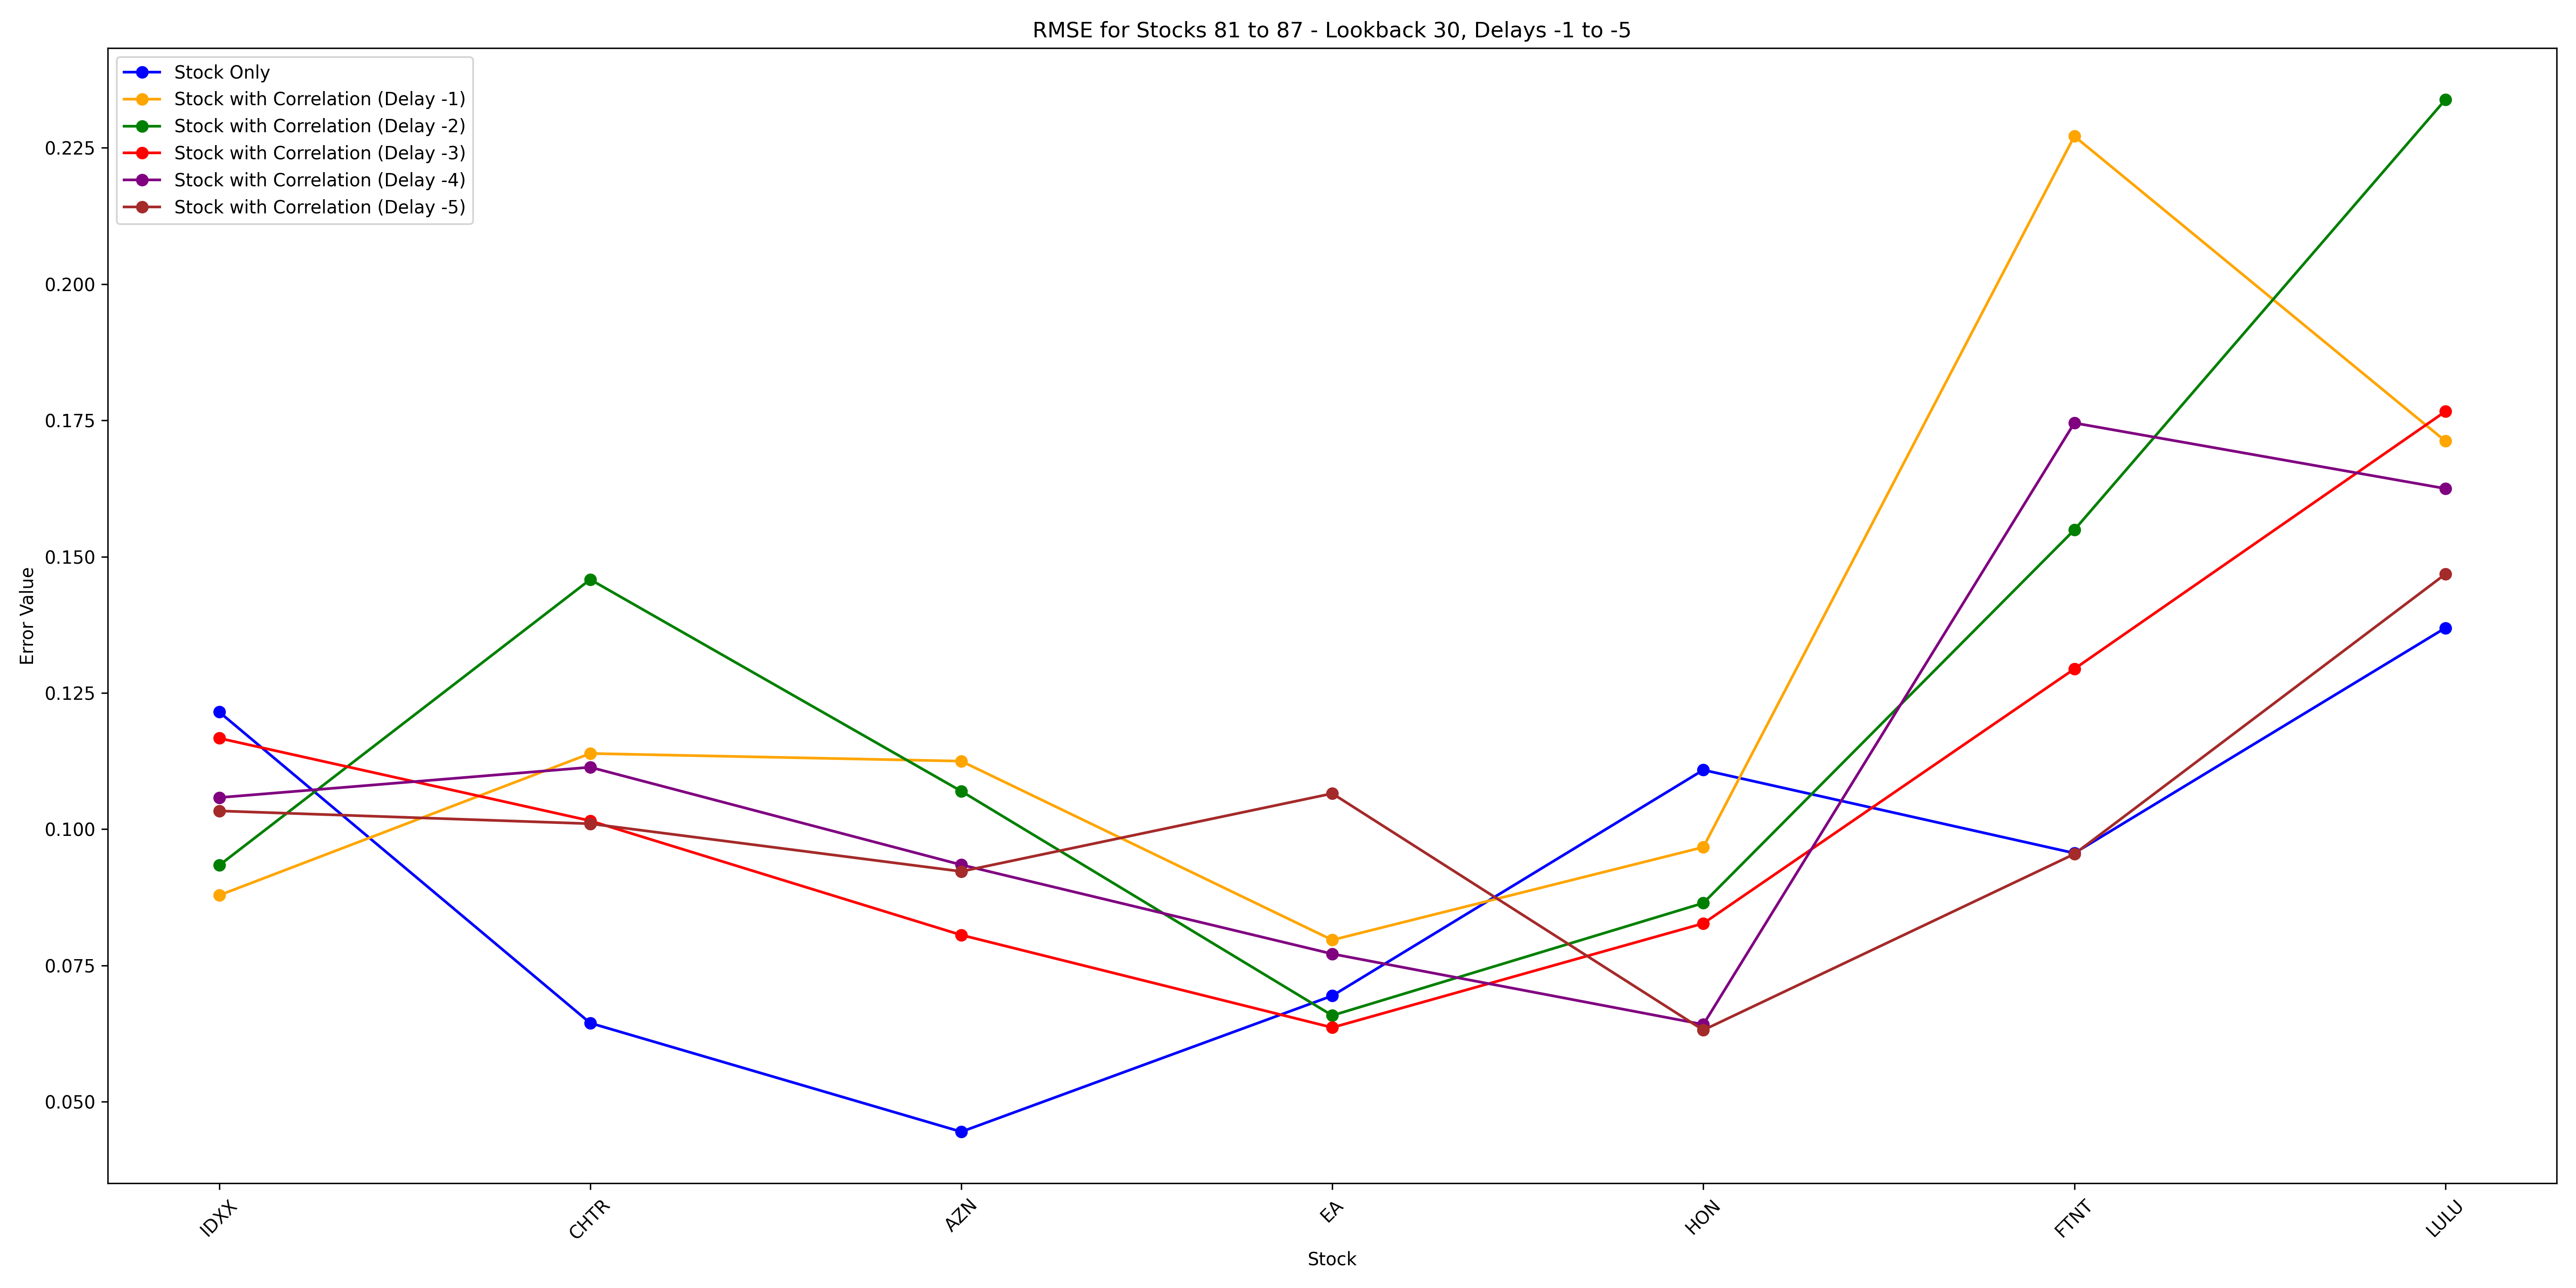 RMSE for Stocks 81 to 87 - Lookback 30, Delays -1 to -5
Stock Only
Stock with Correlation (Delay -1)
Stock with Correlation (Delay -2)
Stock with Correlation (Delay -3)
Stock with Correlation (Delay -4)
Stock with Correlation (Delay -5)
Error Value
0.225
0.200
0.175
0.150
0.125
0.100
0.075
0.050
IDXX
CHTR
AZN
EA
HON
FTNT
LULU
Stock